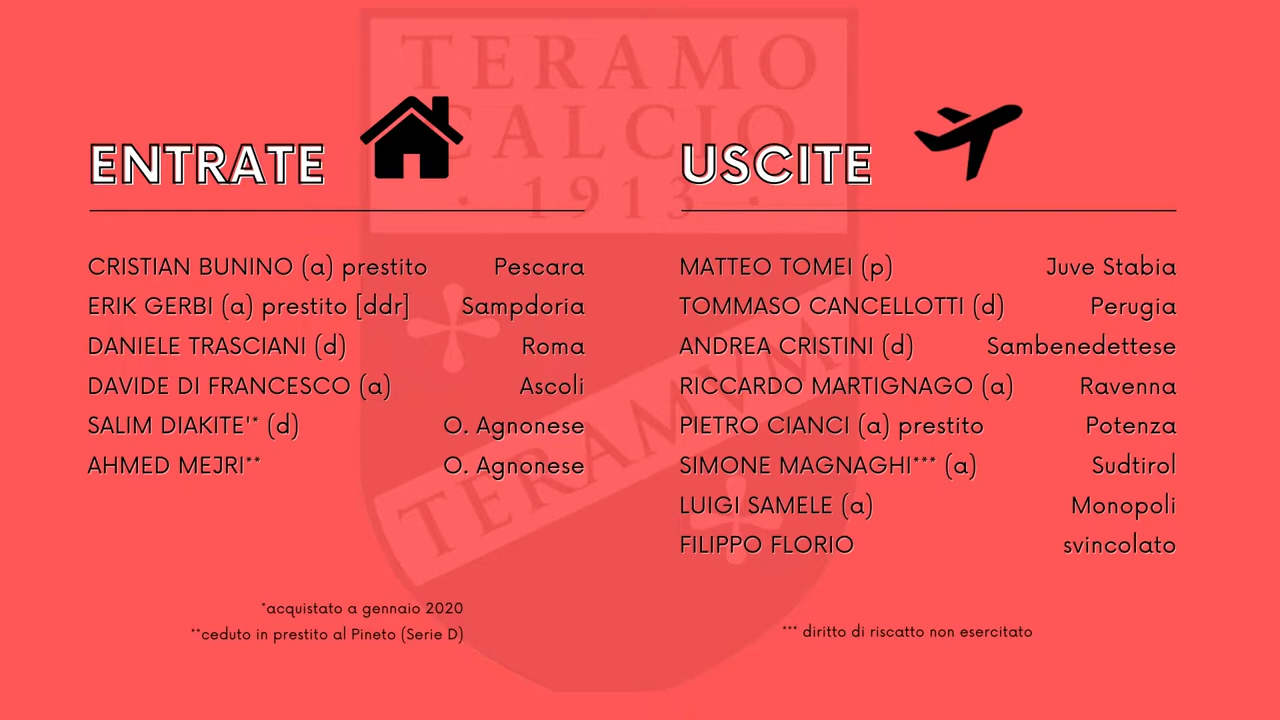 TERAMO
CALCIO
· 1913 ·
ENTRATE
CRISTIAN BUNINO (a) prestito Pescara
ERIK GERBI (a) prestito [ddr] Sampdoria
DANIELE TRASCIANI (d) Roma
DAVIDE DI FRANCESCO (a) Ascoli
SALIM DIAKITE'* (d) O. Agnonese
AHMED MEJRI** O. Agnonese
*acquistato a gennaio 2020
**ceduto in prestito al Pineto (Serie D)
USCITE
MATTEO TOMEI (p) Juve Stabia
TOMMASO CANCELLOTTI (d) Perugia
ANDREA CRISTINI (d) Sambenedettese
RICCARDO MARTIGNAGO (a) Ravenna
PIETRO CIANCI (a) prestito Potenza
SIMONE MAGNAGHI*** (a) Sudtirol
LUIGI SAMELE (a) Monopoli
FILIPPO FLORIO svincolato
*** diritto di riscatto non esercitato
TERAMVM